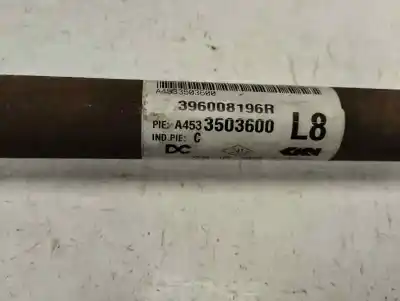 A4533503600
396008196R
PIE: A453 3503600 L8
IND.PIE: C
DC GKN